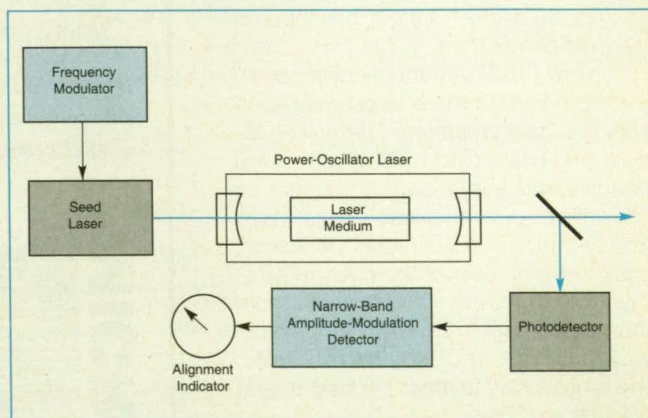 Frequency
Modulator
Power-Oscillator Laser
Seed
Laser
Laser
Medium
Narrow-Band
Amplitude-Modulation
Detector
Photodetector
Alignment
Indicator